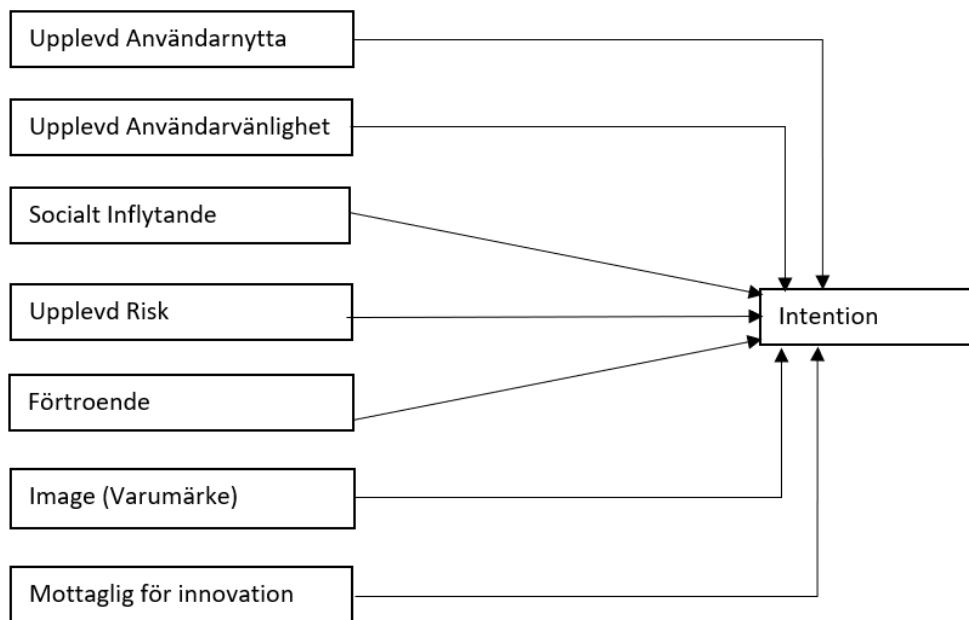 Upplevd Användarnytta
Upplevd Användarvänlighet
Socialt Inflytande
Upplevd Risk
Intention
Förtroende
Image (Varumärke)
Mottaglig för innovation